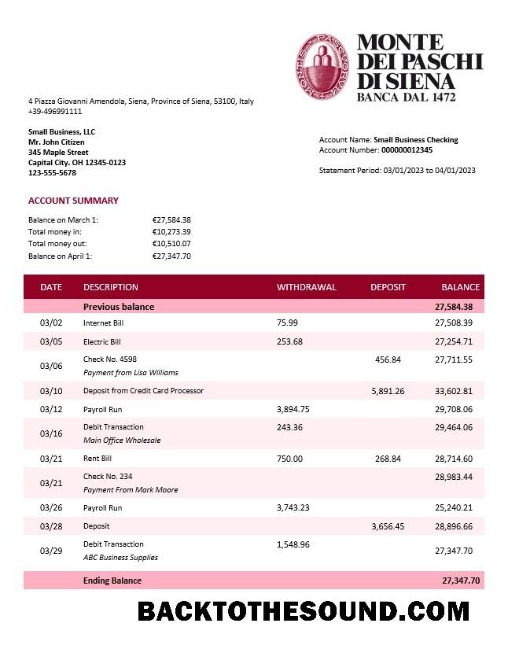 MONTE
DEI PASCHI
DI SIENA
BANCA DAL 1472
4 Piazza Giovanni Amendola, Siena, Province of Siena, 53100, Italy
+39-496991111
Small Business, LLC
Mr. John Citizen
345 Maple Street
Capital City. OH 12345-0123
123-555-5678
Account Name: Small Business Checking
Account Number: 000000012345
Statement Period: 03/01/2023 to 04/01/2023
ACCOUNT SUMMARY
Balance on March 1: €27,584.38
Total money in: €10,273.39
Total money out: €10,510.07
Balance on April 1: €27,347.70
DATE DESCRIPTION WITHDRAWAL DEPOSIT BALANCE
Previous balance 27,584.38
03/02 Internet Bill 75.99 27,508.39
03/05 Electric Bill 253.68 27,254.71
03/06 Check No. 4598 456.84 27,711.55
Payment from Lisa Williams
03/10 Deposit from Credit Card Processor 5,891.26 33,602.81
03/12 Payroll Run 3,894.75 29,708.06
03/16 Debit Transaction 243.36 29,464.06
Main Office Wholesale
03/21 Rent Bill 750.00 268.84 28,714.60
03/21 Check No. 234 28,983.44
Payment From Mark Moore
03/26 Payroll Run 3,743.23 25,240.21
03/28 Deposit 3,656.45 28,896.66
03/29 Debit Transaction 1,548.96 27,347.70
ABC Business Supplies
Ending Balance 27,347.70
BACKTOTHESOUND.COM